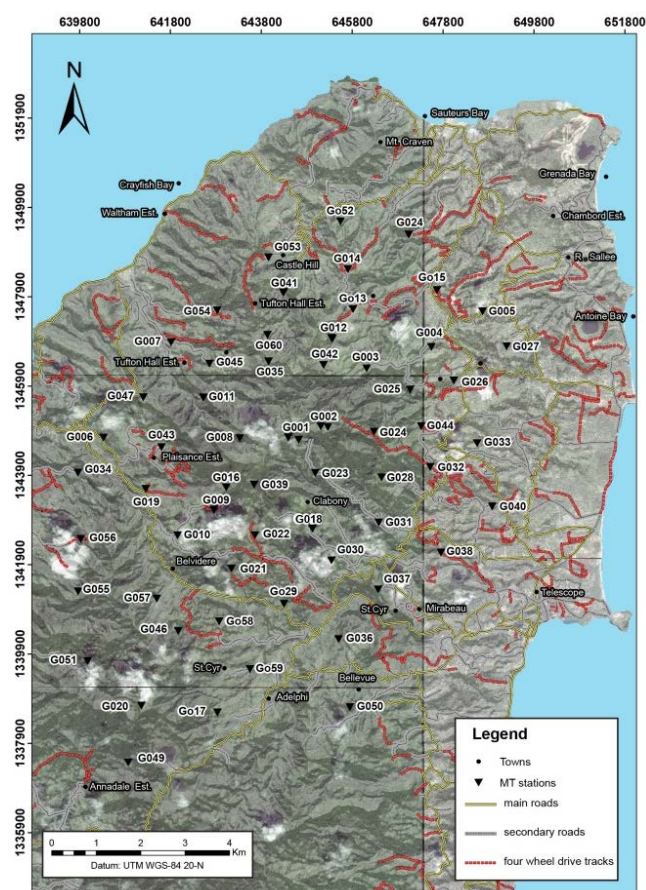 639800 641800 643800 645800 647800 649800 651800
N
1351900
Sauteurs Bay
Mt. Craven
Grenada Bay
Crayfish Bay
1349900
Waltham Est.
Go52
Chambord Est.
G024
G053
Castle Hill
G014
R. Sallee
G041
Go15
1347900
Tufton Hall Est.
Go13
G054
G005
Antoine Bay
G012
G007
G060
G004
G027
Tufton Hall Est.
G045
G035
G042
G003
1345900
G025
G026
G047
G011
G002
G044
G006
G008
G001
G024
G043
G033
Plaisance Est.
G034
G023
G032
1343900
G016
G039
G028
G019
G009
Clabony
G040
G018
G031
G010
G022
G056
G030
G038
1341900
Belvidere
G021
G055
G057
Go29
G037
Telescope
St.Cyr
Mirabeau
Go58
G046
G036
1339900
G051
St.Cyr
Go59
Bellevue
G020
Go17
Adelphi
G050
1337900
G049
Annadale Est.
1335900
Legend
Towns
MT stations
main roads
secondary roads
four wheel drive tracks
0 1 2 3 4
Km
Datum: UTM WGS-84 20-N